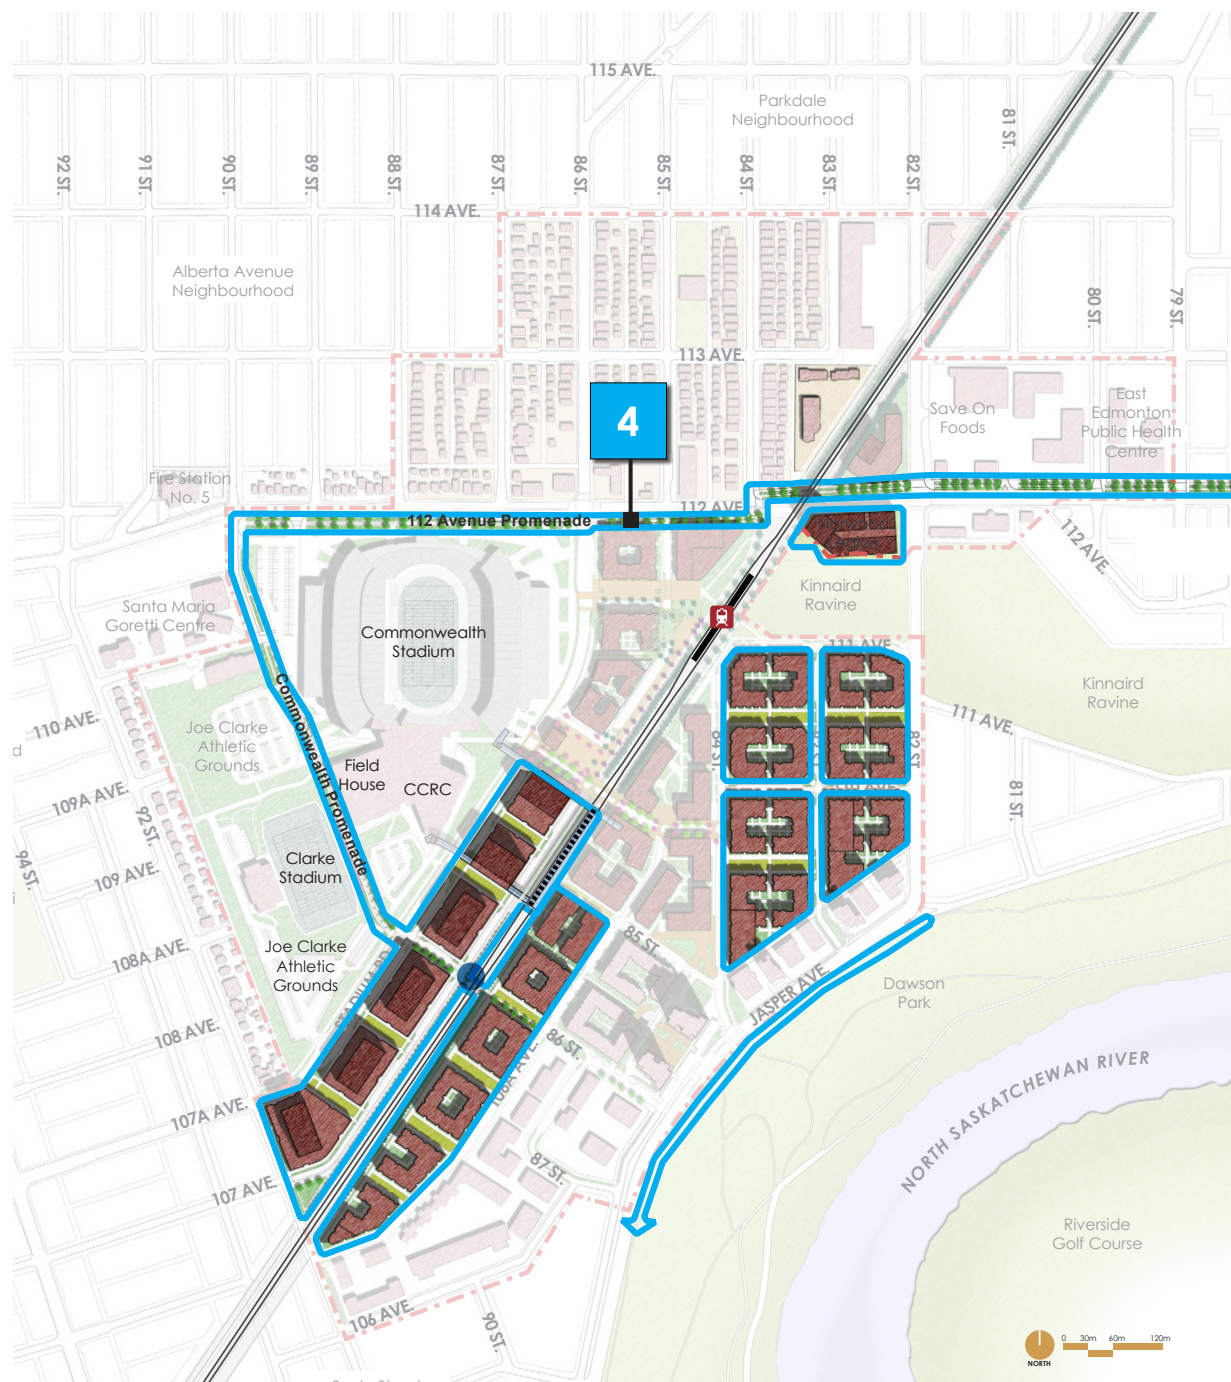 115 AVE.
Parkdale
Neighbourhood
81 ST.
92 ST.
91 ST.
90 ST.
89 ST.
88 ST.
87 ST.
86 ST.
85 ST.
84 ST.
83 ST.
82 ST.
114 AVE.
Alberta Avenue
Neighbourhood
80 ST.
79 ST.
113 AVE.
East
Edmonton
Public Health
Centre
Save On
Foods
4
Fire Station
No. 5
112 AVE
112 Avenue Promenade
112 AVE.
Kinnaird
Ravine
Santa Maria
Goretti Centre
Commonwealth
Stadium
111 AVE.
Kinnaird
Ravine
110 AVE.
Joe Clarke
Athletic
Grounds
Commonwealth Promenade
111 AVE.
84 ST.
82 ST.
Field
House
CCRC
109A AVE.
92 ST.
81 ST.
94 ST.
109 AVE.
Clarke
Stadium
108A AVE.
Joe Clarke
Athletic
Grounds
STADIUM RD.
85 ST.
JASPER AVE.
Dawson
Park
108 AVE.
86 ST.
106A AVE.
NORTH SASKATCHEWAN RIVER
107A AVE.
107 AVE.
87 ST.
Riverside
Golf Course
106 AVE.
90 ST.
0 30m 60m 120m
NORTH